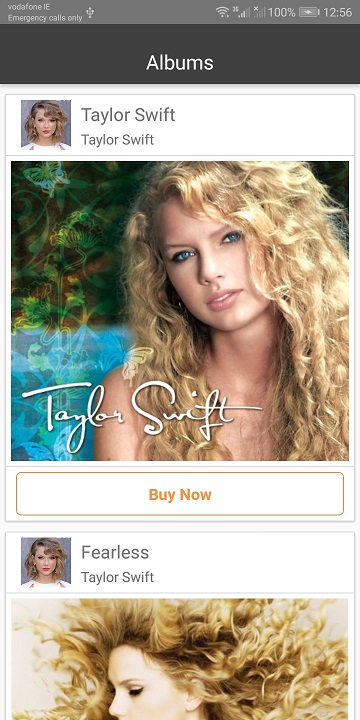 vodafone IE
Emergency calls only
100% 12:56
Albums
Taylor Swift
Taylor Swift
Taylor Swift
Buy Now
Fearless
Taylor Swift